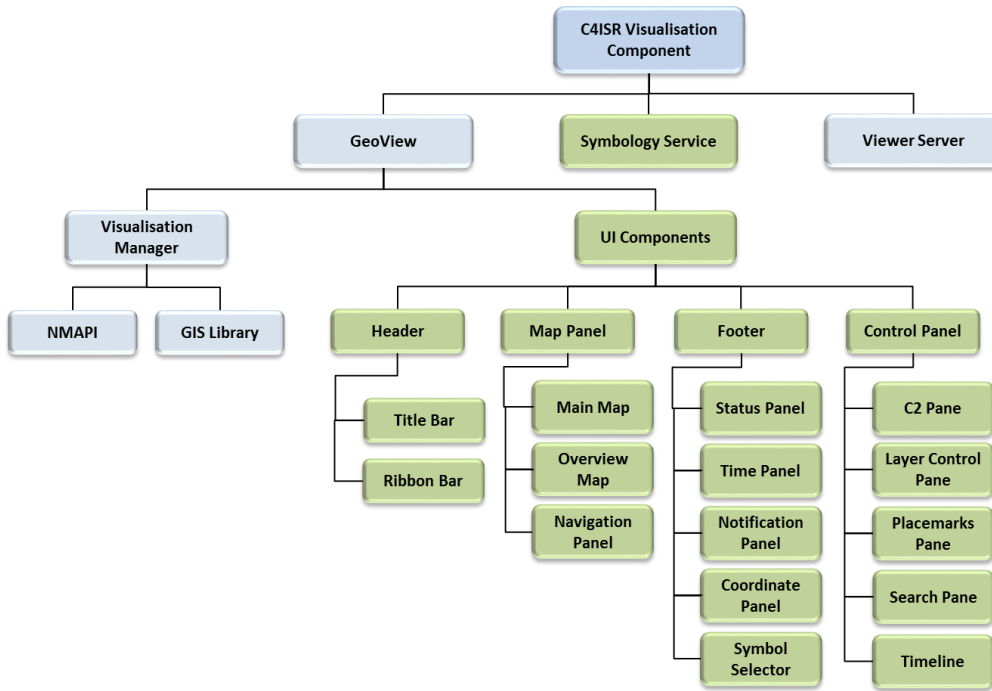 C4ISR Visualisation
Component
GeoView
Symbology Service
Viewer Server
Visualisation
Manager
UI Components
NMAPI
GIS Library
Header
Map Panel
Footer
Control Panel
Title Bar
Ribbon Bar
Main Map
Overview
Map
Navigation
Panel
Status Panel
Time Panel
Notification
Panel
Coordinate
Panel
Symbol
Selector
C2 Pane
Layer Control
Pane
Placemarks
Pane
Search Pane
Timeline